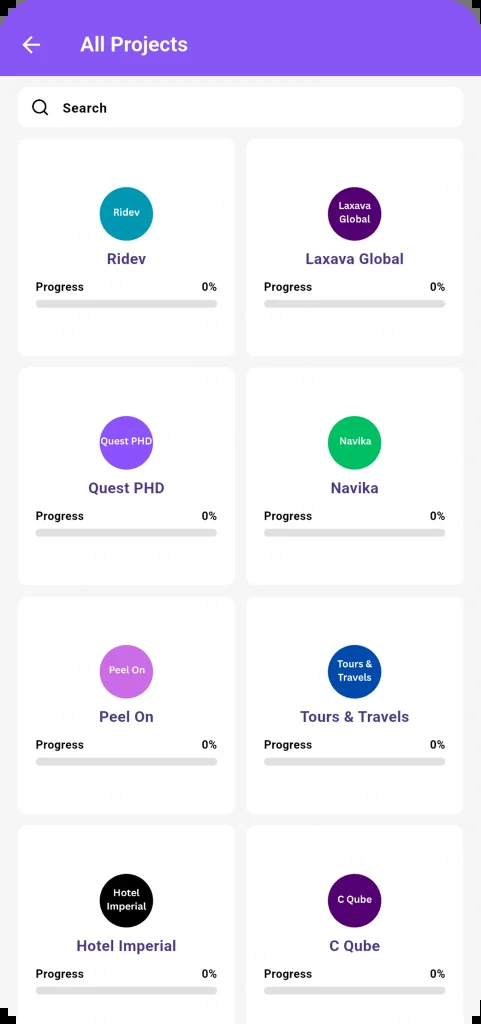 All Projects
Search
Ridev
Ridev
Progress 0%
Laxava
Global
Laxava Global
Progress 0%
Quest PHD
Quest PHD
Progress 0%
Navika
Navika
Progress 0%
Peel On
Peel On
Progress 0%
Tours &
Travels
Tours & Travels
Progress 0%
Hotel
Imperial
Hotel Imperial
Progress 0%
C Qube
C Qube
Progress 0%